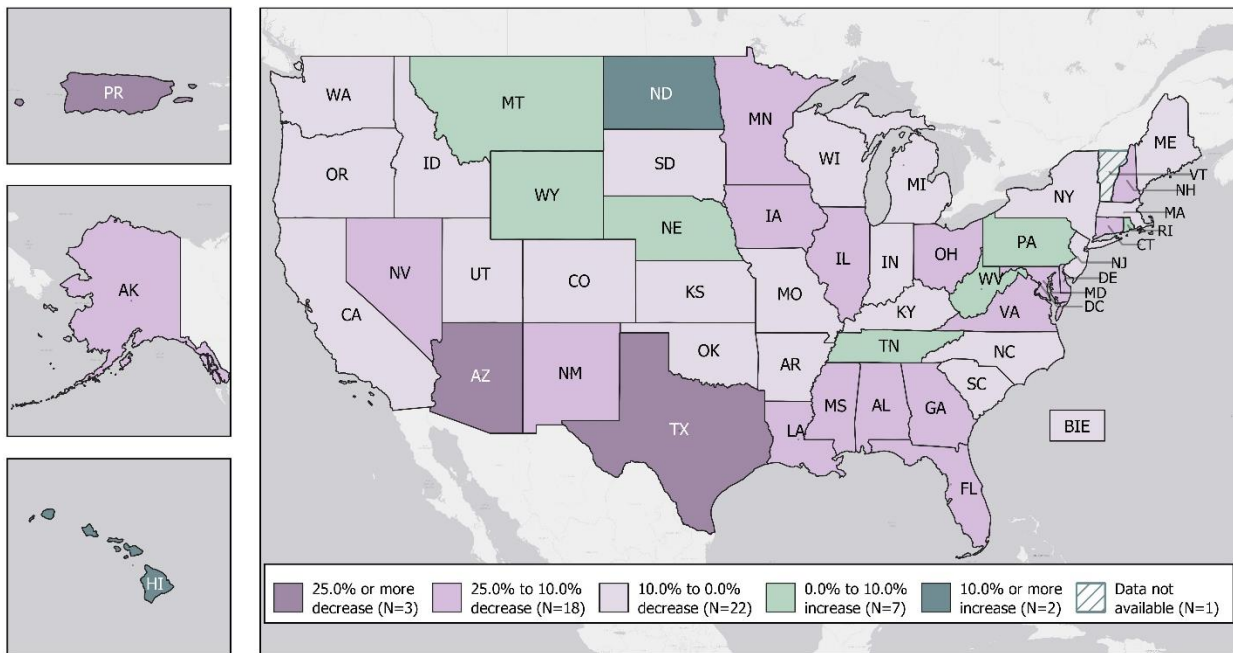 PR
AK
HI
WA
MT
ND
MN
ME
OR
ID
SD
WI
MI
VT
NH
NY
WY
MA
IA
NE
RI
CT
PA
NV
UT
CO
IL
IN
OH
NJ
DE
WV
MD
DC
CA
KS
MO
KY
VA
OK
TN
NC
AZ
NM
AR
SC
TX
MS
AL
GA
BIE
LA
FL
25.0% or more
decrease (N=3)
25.0% to 10.0%
decrease (N=18)
10.0% to 0.0%
decrease (N=22)
0.0% to 10.0%
increase (N=7)
10.0% or more
increase (N=2)
Data not
available (N=1)